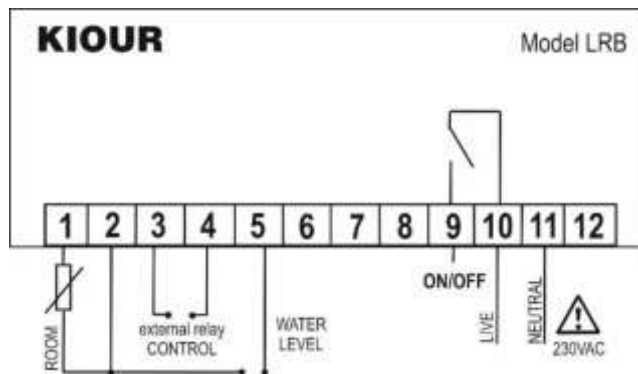 KIOUR
Model LRB
1 2 3 4 5 6 7 8 9 10 11 12
ON/OFF
ROOM
external relay
CONTROL
WATER
LEVEL
LIVE
NEUTRAL
230VAC